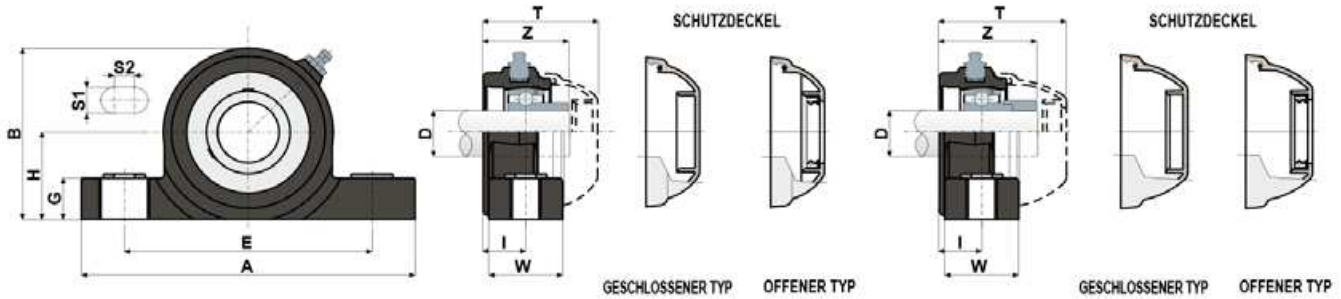 T
Z
SCHUTZDECKEL
T
Z
SCHUTZDECKEL
S2
S1
B
H
G
D
D
E
A
I
W
GESCHLOSSENER TYP
OFFENER TYP
I
W
GESCHLOSSENER TYP
OFFENER TYP